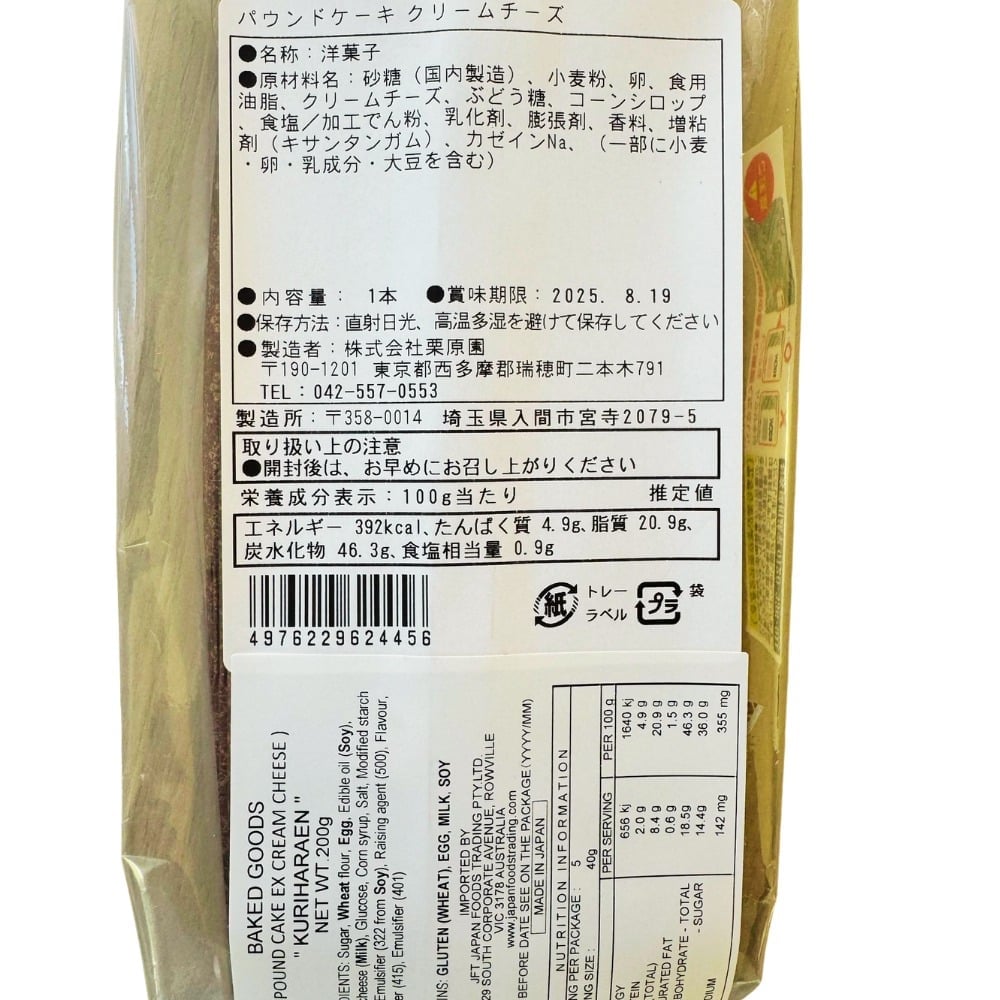 パウンドケーキ クリームチーズ
●名称：洋菓子
●原材料名：砂糖（国内製造）、小麦粉、卵、食用
油脂、クリームチーズ、ぶどう糖、コーンシロップ
、食塩／加工でん粉、乳化剤、膨張剤、香料、増粘
剤（キサンタンガム）、カゼインNa、（一部に小麦
・卵・乳成分・大豆を含む）
●内容量： 1本 ●賞味期限：2025. 8.19
●保存方法：直射日光、高温多湿を避けて保存してください
●製造者：株式会社栗原園
〒190-1201 東京都西多摩郡瑞穂町二本木791
TEL：042-557-0553
製造所：〒358-0014 埼玉県入間市宮寺2079-5
取り扱い上の注意
●開封後は、お早めにお召し上がりください
栄養成分表示：100g当たり 推定値
エネルギー 392kcal、たんぱく質 4.9g、脂質 20.9g、
炭水化物 46.3g、食塩相当量 0.9g
4976229624456
紙 トレー
ラベル
プラ 袋
BAKED GOODS
POUND CAKE EX CREAM CHEESE )
" KURIHARAEN "
NET WT. 200g
DIENTS: Sugar, Wheat flour, Egg, Edible oil (Soy),
heese (Milk), Glucose, Corn syrup, Salt, Modified starch
Emulsifier (322 from Soy), Raising agent (500), Flavour,
er (415), Emulsifier (401)
NS: GLUTEN (WHEAT), EGG, MILK, SOY
IMPORTED BY
JFT JAPAN FOODS TRADING PTY.LTD.
29 SOUTH CORPORATE AVENUE, ROWVILLE
VIC 3178 AUSTRALIA
www.japanfoodstrading.com
BEFORE DATE SEE ON THE PACKAGE(YYYY/MM)
MADE IN JAPAN
NUTRITION INFORMATION
NG PER PACKAGE : 5
NG SIZE : 40g
PER SERVING PER 100 g
GY 656 kj 1640 kj
EIN 2.0 g 4.9 g
TOTAL) 8.4 g 20.9 g
URATED FAT 0.6 g 1.5 g
BOHYDRATE - TOTAL 18.5g 46.3 g
- SUGAR 14.4g 36.0 g
DIUM 142 mg 355 mg